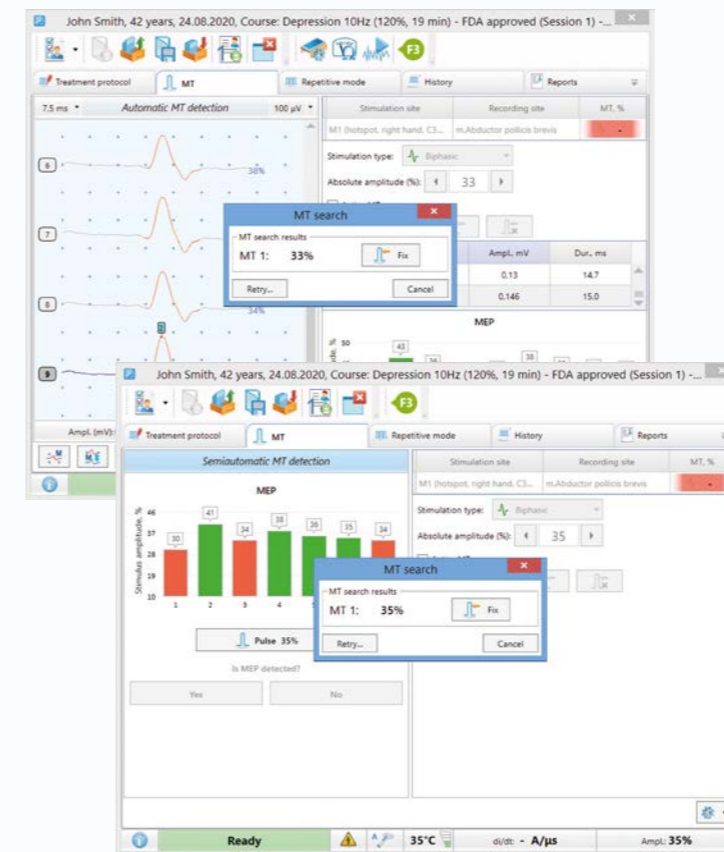 John Smith, 42 years, 24.08.2020, Course: Depression 10Hz (120%, 19 min) - FDA approved (Session 1) -...
F3
Treatment protocol MT Repetitive mode History Reports
7.5 ms Automatic MT detection 100 μV
Stimulation site Recording site MT, %
M1 (hotspot, right hand, C3... m.Abductor pollicis brevis -
Stimulation type: Biphasic
Absolute amplitude (%): 33
6 38%
7
8 34%
9
2
MT search
MT search results
MT 1: 33% Fix
Retry... Cancel
Ampl., mV Dur., ms
0.13 14.7
0.146 15.0
MEP
50
43
38
Ampl. (mV):
John Smith, 42 years, 24.08.2020, Course: Depression 10Hz (120%, 19 min) - FDA approved (Session 1) -...
F3
Treatment protocol MT Repetitive mode History Reports
Semiautomatic MT detection
Stimulation site Recording site MT, %
M1 (hotspot, right hand, C3... m.Abductor pollicis brevis -
Stimulation type: Biphasic
Absolute amplitude (%): 35
MEP
Stimulus amplitude, %
46
37
28
19
10
30 41 34 38 36 35 34
1 2 3 4
MT search
MT search results
MT 1: 35% Fix
Retry... Cancel
Pulse 35%
Is MEP detected?
Yes No
Ready 35°C di/dt: - A/μs Ampl.: 35%